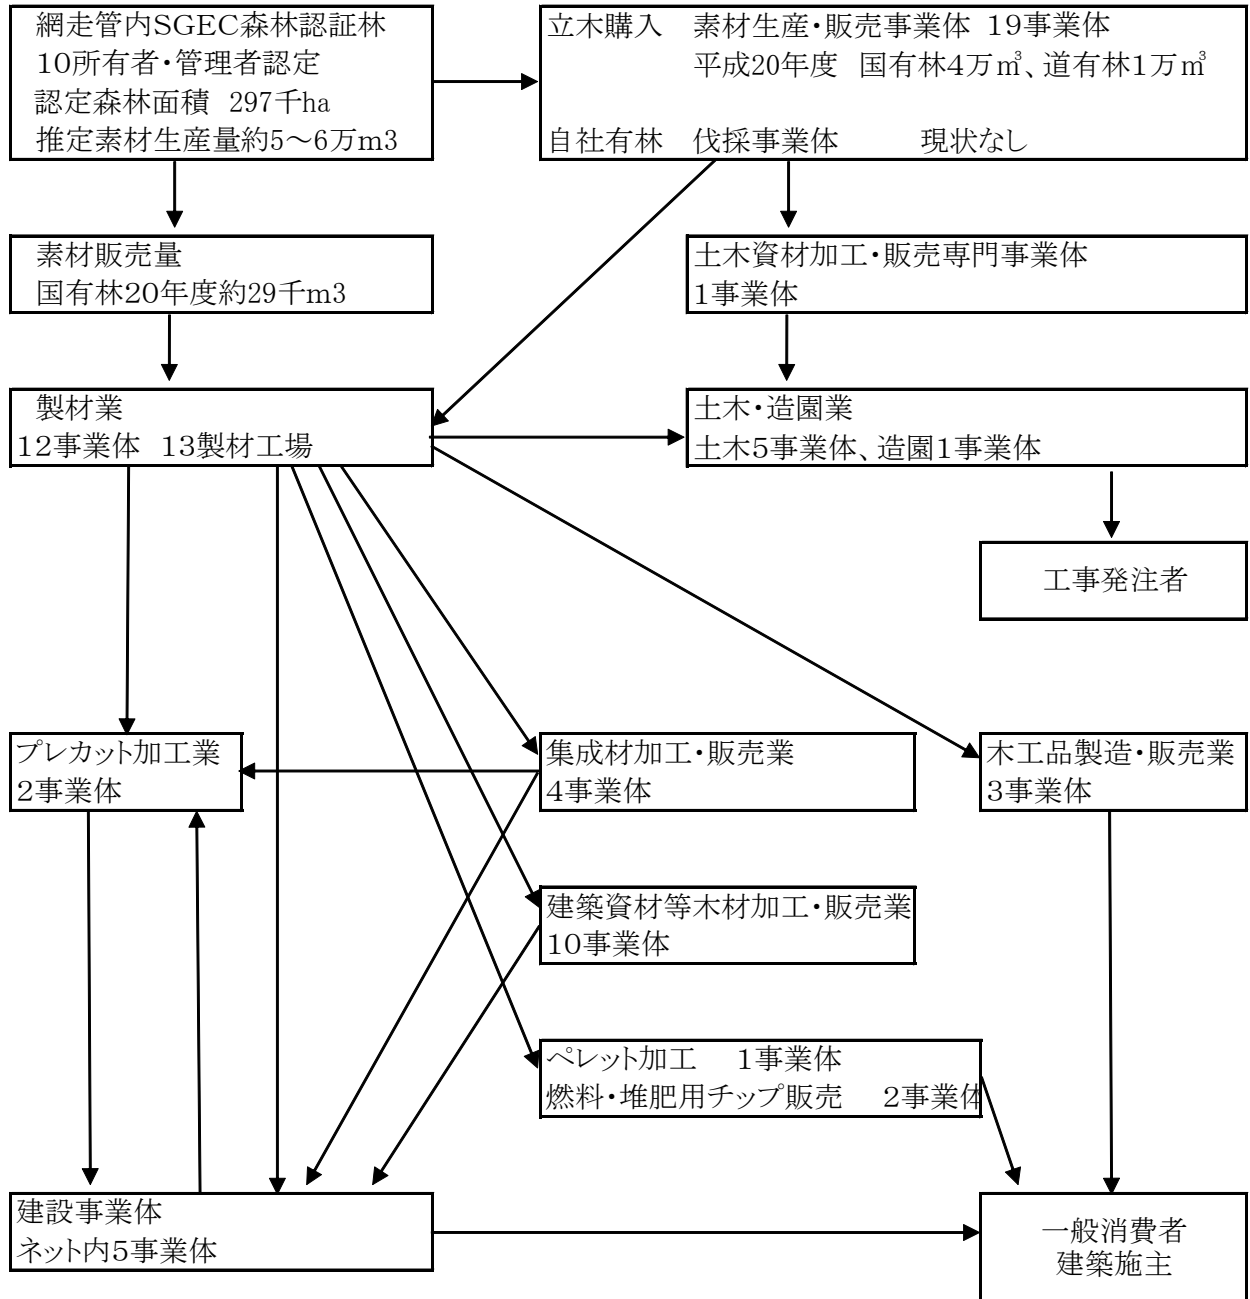 網走管内SGEC森林認証林
10所有者・管理者認定
認定森林面積 297千ha
推定素材生産量約5～6万m3
立木購入 素材生産・販売事業体 19事業体
平成20年度 国有林4万㎥、道有林1万㎥
自社有林 伐採事業体 現状なし
素材販売量
国有林20年度約29千m3
土木資材加工・販売専門事業体
1事業体
製材業
12事業体 13製材工場
土木・造園業
土木5事業体、造園1事業体
工事発注者
プレカット加工業
2事業体
集成材加工・販売業
4事業体
木工品製造・販売業
3事業体
建築資材等木材加工・販売業
10事業体
ペレット加工 1事業体
燃料・堆肥用チップ販売 2事業体
建設事業体
ネット内5事業体
一般消費者
建築施主